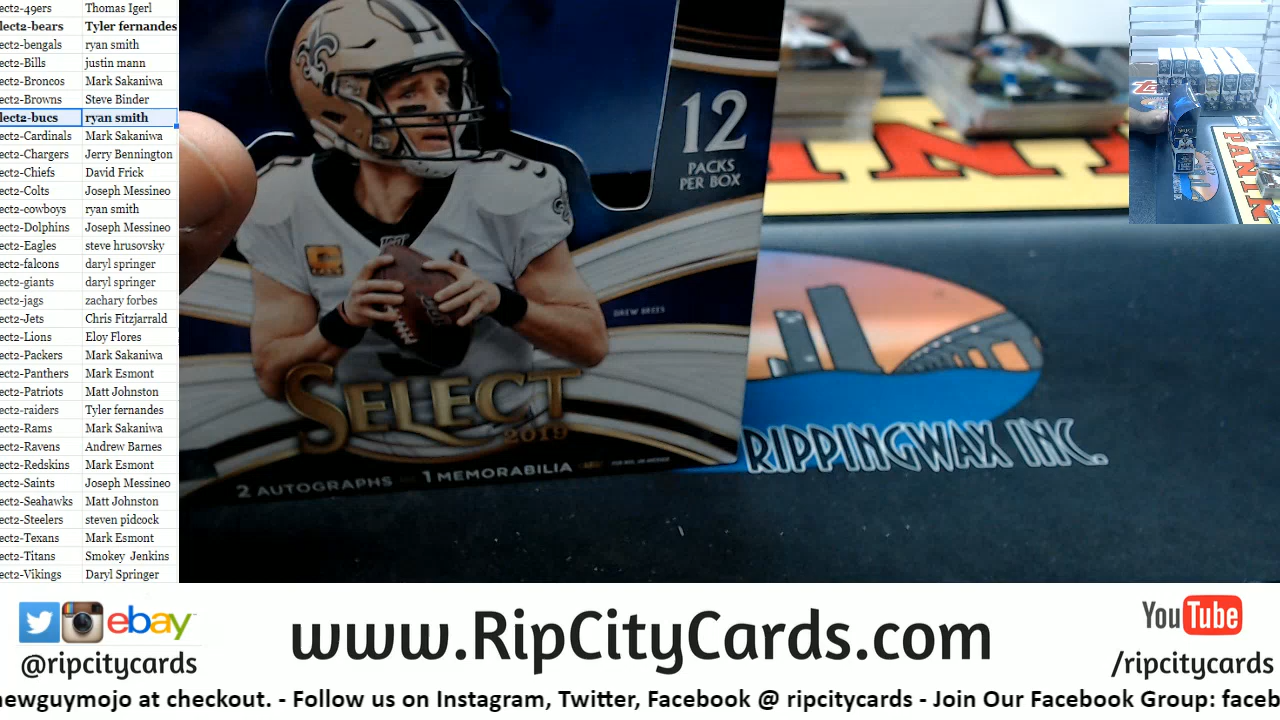 ect2-49ers Thomas Igerl
lect2-bears Tyler fernandes
ect2-bengals ryan smith
ect2-Bills justin mann
ect2-Broncos Mark Sakaniwa
ect2-Browns Steve Binder
lect2-bucs ryan smith
ect2-Cardinals Mark Sakaniwa
ect2-Chargers Jerry Bennington
ect2-Chiefs David Frick
ect2-Colts Joseph Messineo
ect2-cowboys ryan smith
ect2-Dolphins Joseph Messineo
ect2-Eagles steve hrusovsky
ect2-falcons daryl springer
ect2-giants daryl springer
ect2-jags zachary forbes
ect2-Jets Chris Fitzjarrald
ect2-Lions Eloy Flores
ect2-Packers Mark Sakaniwa
ect2-Panthers Mark Esmont
ect2-Patriots Matt Johnston
ect2-raiders Tyler fernandes
ect2-Rams Mark Sakaniwa
ect2-Ravens Andrew Barnes
ect2-Redskins Mark Esmont
ect2-Saints Joseph Messineo
ect2-Seahawks Matt Johnston
ect2-Steelers steven pidcock
ect2-Texans Mark Esmont
ect2-Titans Smokey Jenkins
ect2-Vikings Daryl Springer
12
PACKS
PER BOX
DREW BREES
SELECT
2019
2 AUTOGRAPHS 1 MEMORABILIA
RIPPINGWAX INC.
PANINI
ebay
@ripcitycards
www.RipCityCards.com
YouTube
/ripcitycards
newguymojo at checkout. - Follow us on Instagram, Twitter, Facebook @ ripcitycards - Join Our Facebook Group: faceb